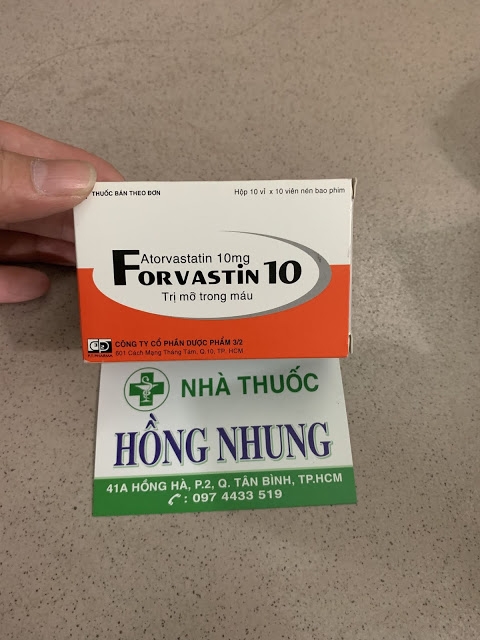 THUỐC BÁN THEO ĐƠN
Hộp 10 vỉ x 10 viên nén bao phim
Atorvastatin 10mg
FORVASTIN 10
Trị mỡ trong máu
CÔNG TY CỔ PHẦN DƯỢC PHẨM 3/2
601 Cách Mạng Tháng Tám, Q.10, TP. HCM
F.T.PHARMA
NHÀ THUỐC
HỒNG NHUNG
41A HỒNG HÀ, P.2, Q. TÂN BÌNH, TP.HCM
: 097 4433 519